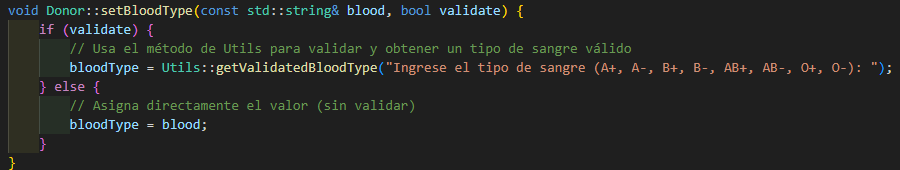 void Donor::setBloodType(const std::string& blood, bool validate) {
    if (validate) {
        // Usa el método de Utils para validar y obtener un tipo de sangre válido
        bloodType = Utils::getValidatedBloodType("Ingrese el tipo de sangre (A+, A-, B+, B-, AB+, AB-, O+, O-): ");
    } else {
        // Asigna directamente el valor (sin validar)
        bloodType = blood;
    }
}